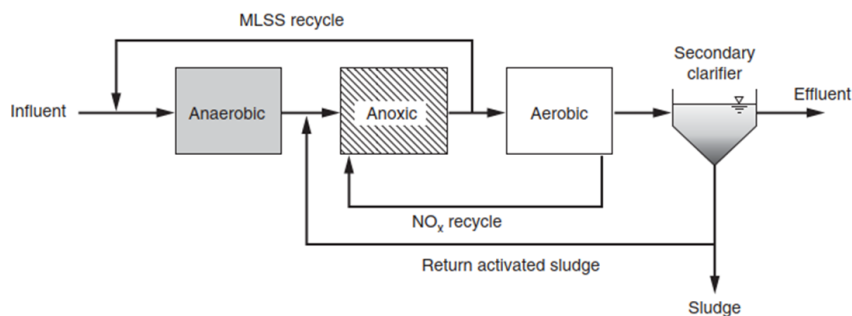 MLSS recycle
Secondary
clarifier
Influent
Anaerobic
Anoxic
Aerobic
Effluent
NOₓ recycle
Return activated sludge
Sludge